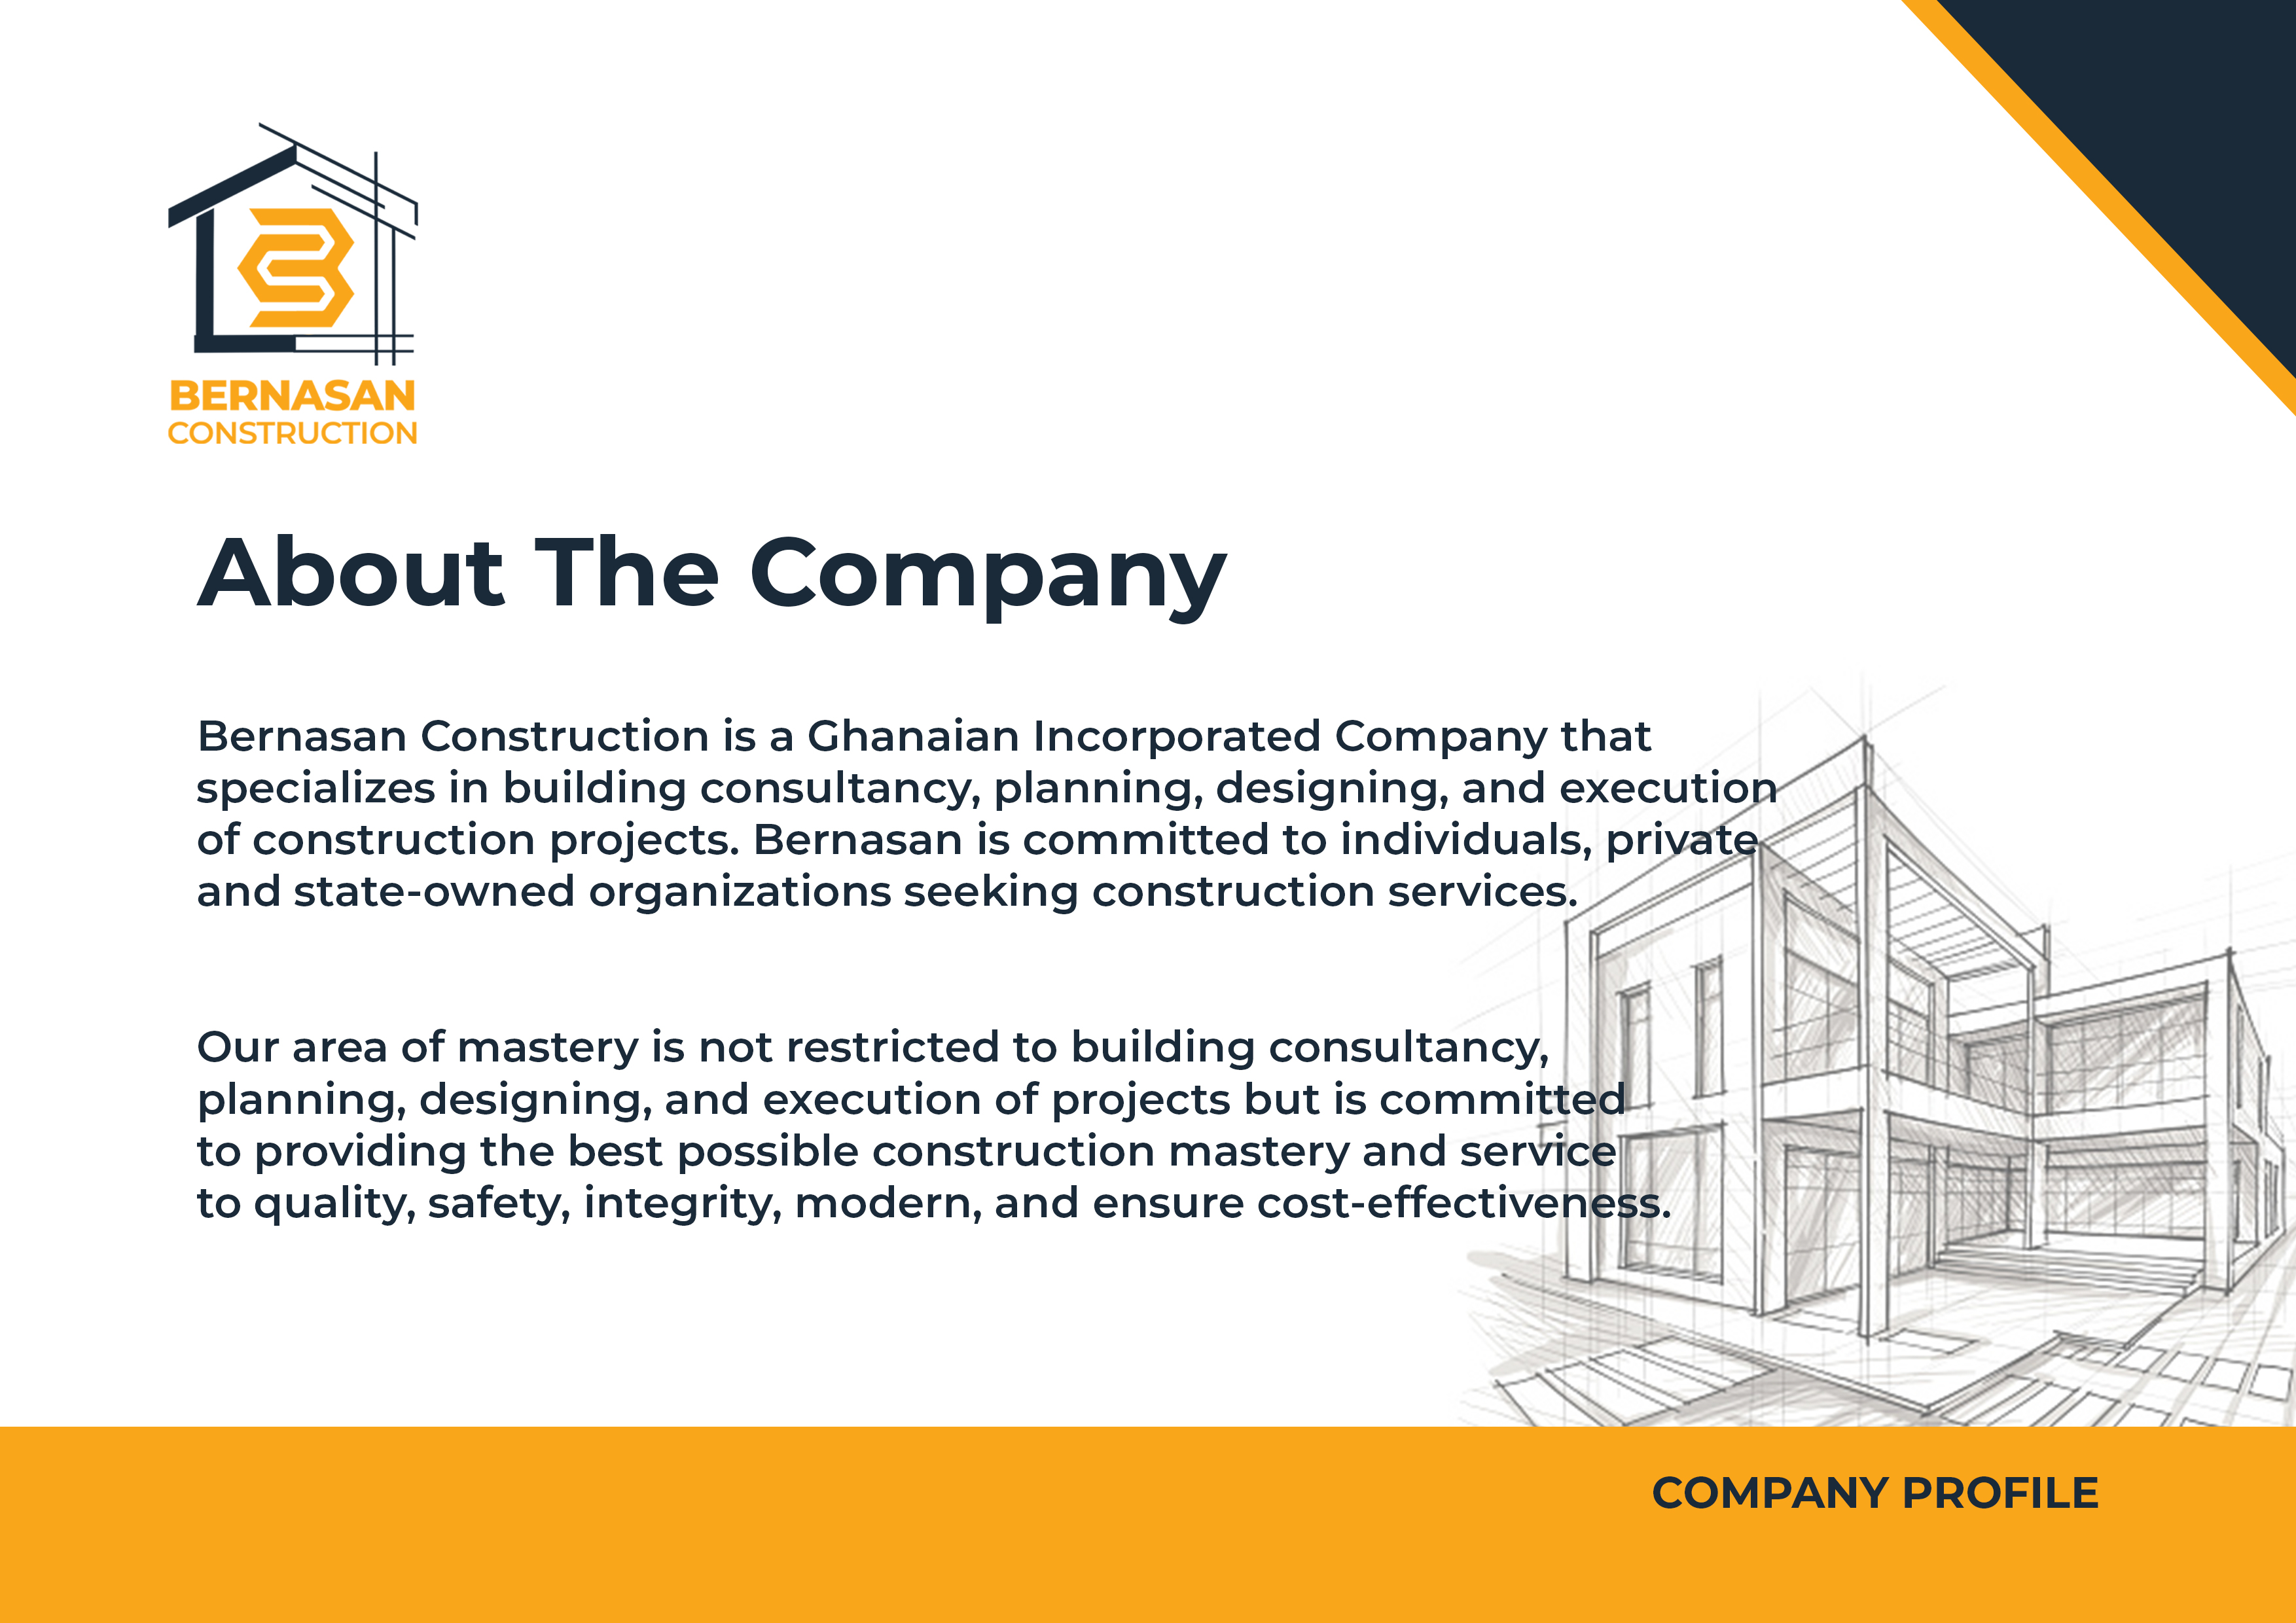 BERNASAN
CONSTRUCTION
About The Company
Bernasan Construction is a Ghanaian Incorporated Company that
specializes in building consultancy, planning, designing, and execution
of construction projects. Bernasan is committed to individuals, private
and state-owned organizations seeking construction services.
Our area of mastery is not restricted to building consultancy,
planning, designing, and execution of projects but is committed
to providing the best possible construction mastery and service
to quality, safety, integrity, modern, and ensure cost-effectiveness.
COMPANY PROFILE